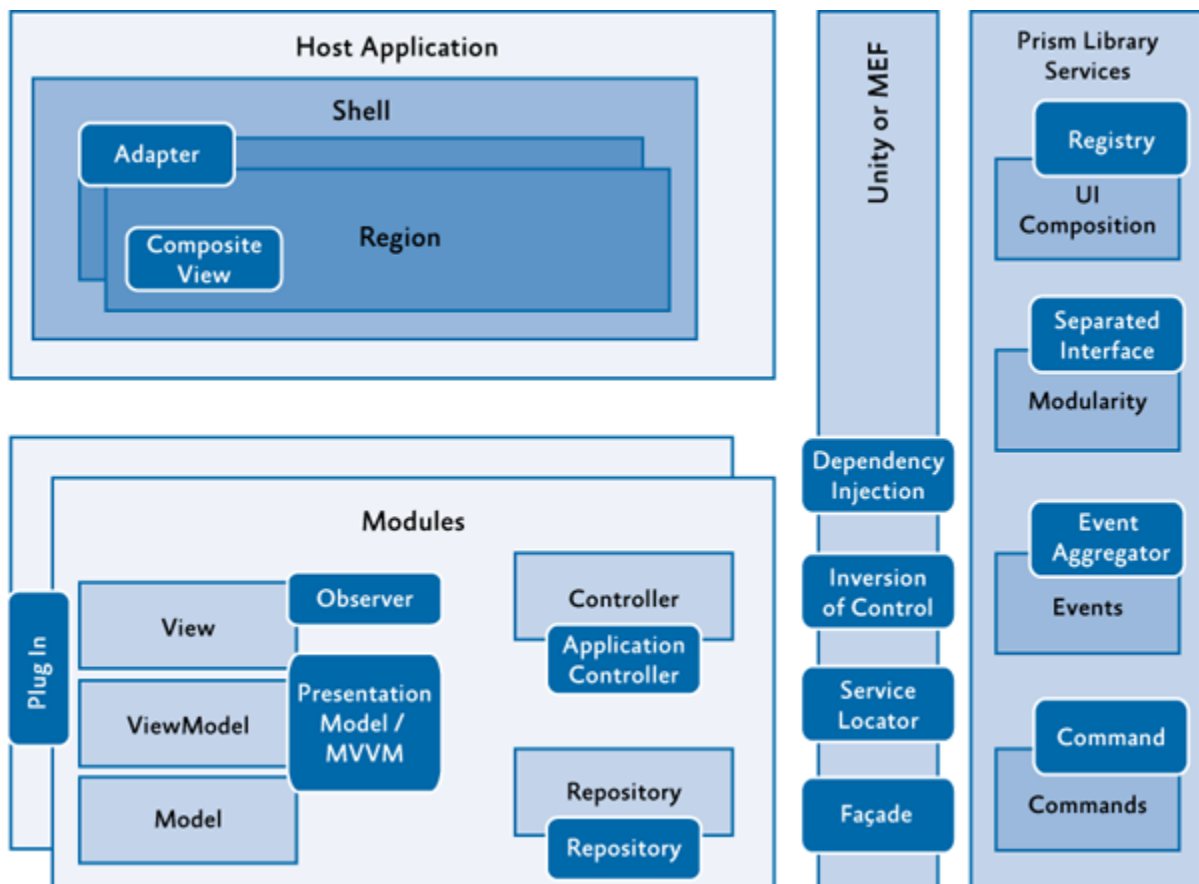 Host Application
Shell
Adapter
Region
Composite
View
Modules
Plug In
View
ViewModel
Model
Observer
Presentation
Model /
MVVM
Controller
Application
Controller
Repository
Repository
Unity or MEF
Dependency
Injection
Inversion
of Control
Service
Locator
Façade
Prism Library
Services
Registry
UI
Composition
Separated
Interface
Modularity
Event
Aggregator
Events
Command
Commands